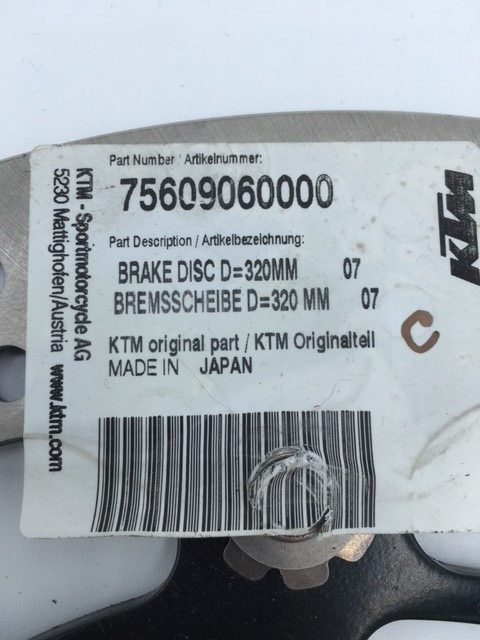 Part Number / Artikelnummer:
75609060000
Part Description / Artikelbezeichnung:
BRAKE DISC D=320MM 07
BREMSSCHEIBE D=320 MM 07
KTM original part / KTM Originalteil
MADE IN JAPAN
KTM - Sportmotorcycle AG
5230 Mattighofen/Austria www.ktm.com
KTM
C